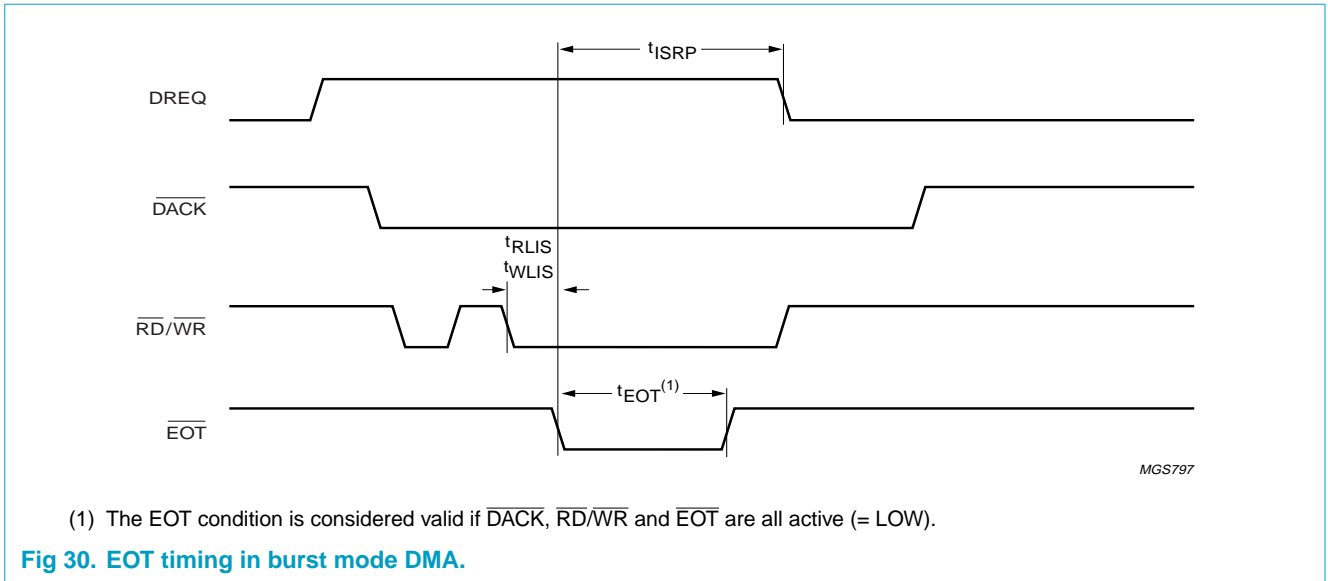 tISRP
DREQ
DACK
tRLIS
tWLIS
RD/WR
tEOT(1)
EOT
MGS797
(1) The EOT condition is considered valid if DACK, RD/WR and EOT are all active (= LOW).
Fig 30. EOT timing in burst mode DMA.